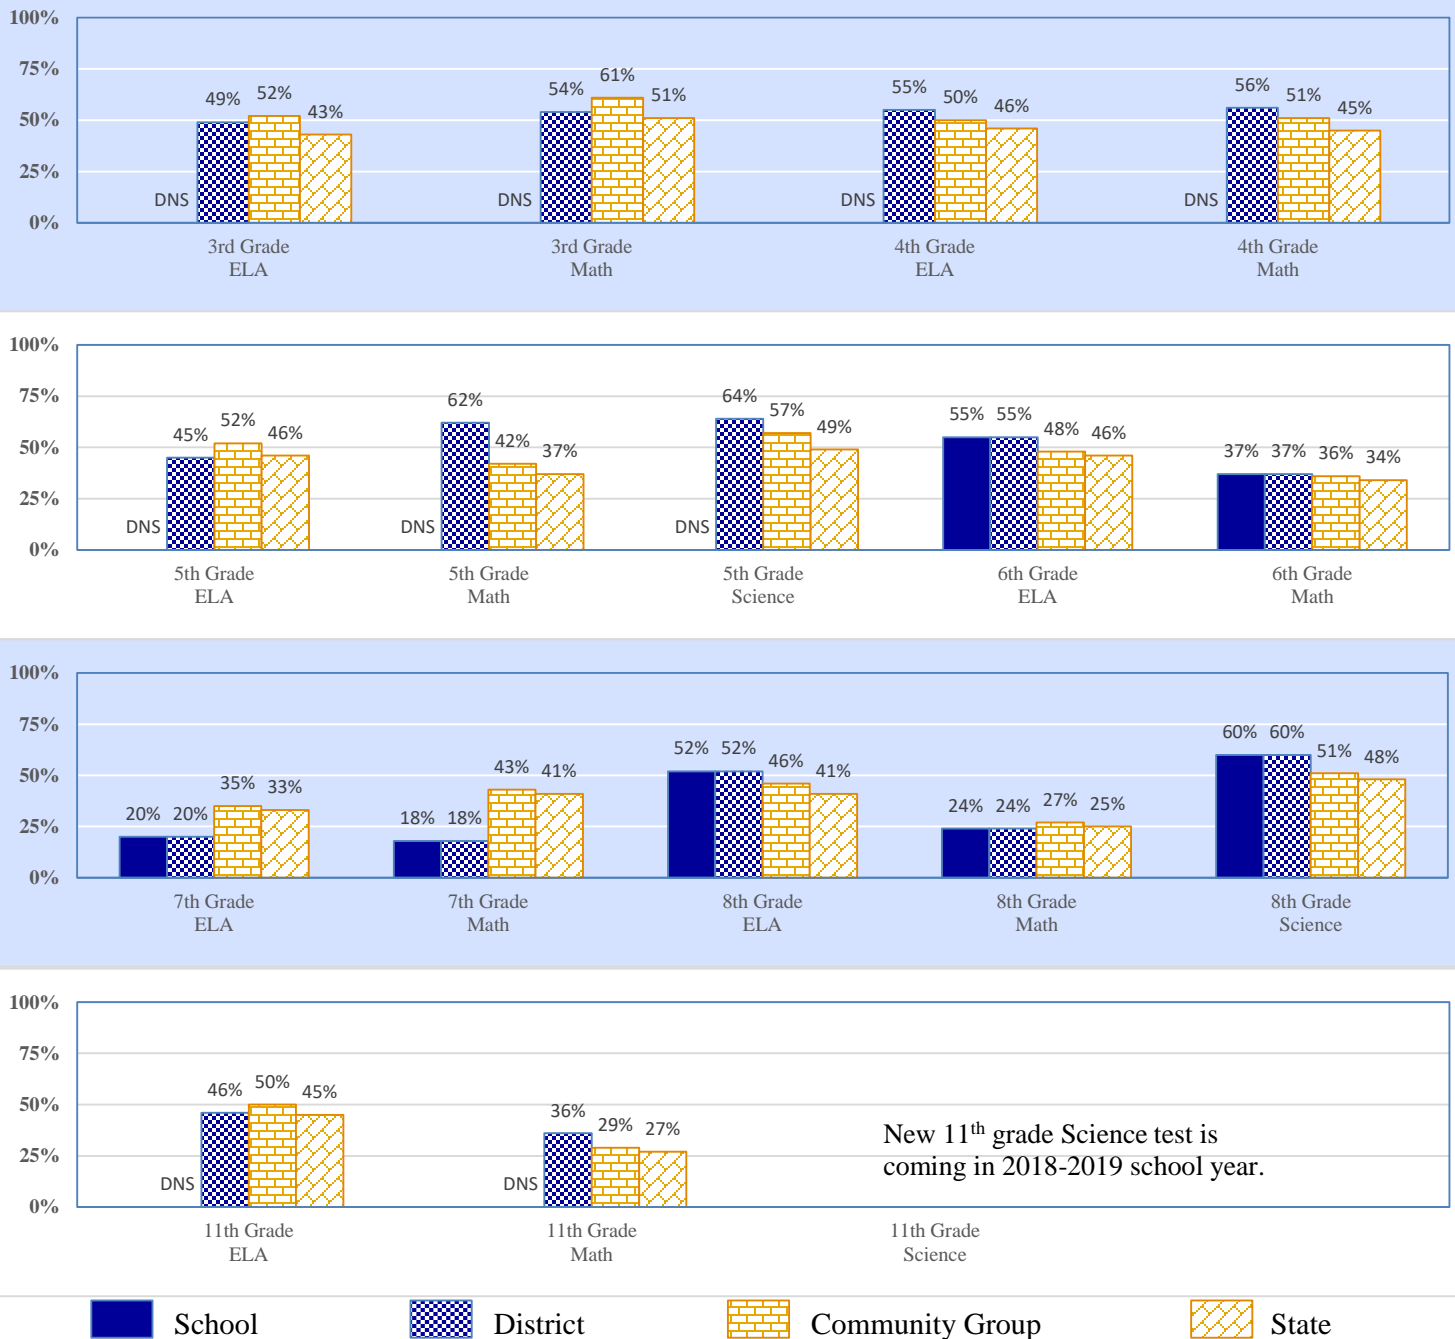 100%
75%
50%
25%
0%
49% 52% 43%
54% 61% 51%
55% 50% 46%
56% 51% 45%
DNS DNS DNS DNS
3rd Grade
ELA
3rd Grade
Math
4th Grade
ELA
4th Grade
Math
100%
75%
50%
25%
0%
45% 52% 46%
62% 42% 37%
64% 57% 49%
55% 55% 48% 46%
37% 37% 36% 34%
DNS DNS DNS
5th Grade
ELA
5th Grade
Math
5th Grade
Science
6th Grade
ELA
6th Grade
Math
100%
75%
50%
25%
0%
20% 20% 35% 33%
18% 18% 43% 41%
52% 52% 46% 41%
24% 24% 27% 25%
60% 60% 51% 48%
7th Grade
ELA
7th Grade
Math
8th Grade
ELA
8th Grade
Math
8th Grade
Science
100%
75%
50%
25%
0%
46% 50% 45%
36% 29% 27%
DNS DNS
New 11th grade Science test is
coming in 2018-2019 school year.
11th Grade
ELA
11th Grade
Math
11th Grade
Science
School District Community Group State